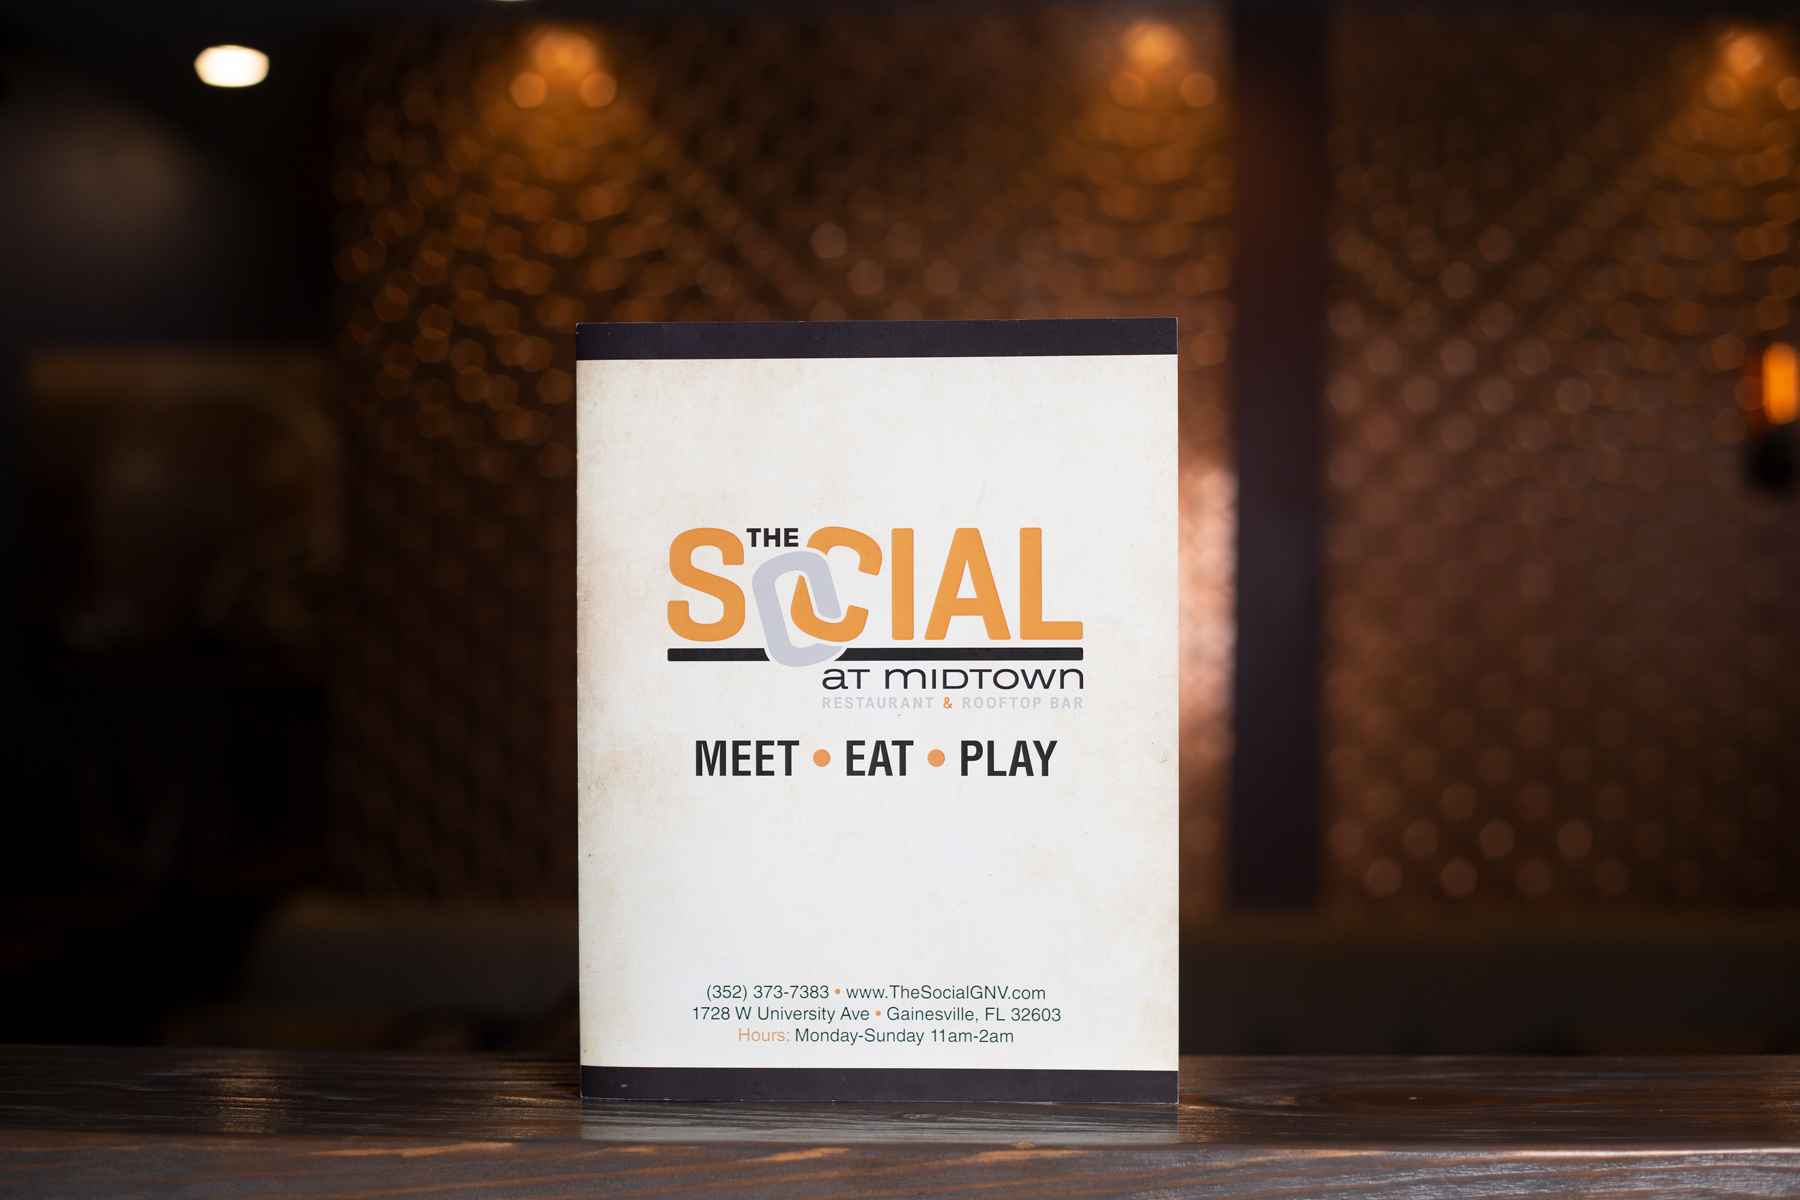 THE
SOCIAL
AT MIDTOWN
RESTAURANT & ROOFTOP BAR
MEET • EAT • PLAY
(352) 373-7383 • www.TheSocialGNV.com
1728 W University Ave • Gainesville, FL 32603
Hours: Monday-Sunday 11am-2am